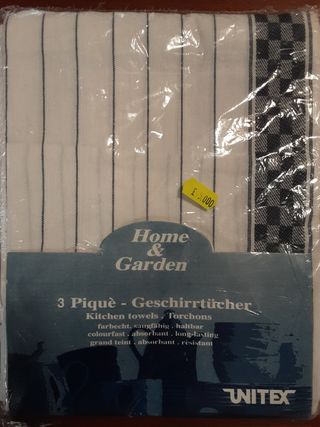 Home
&
Garden
3 Piquè - Geschirrtücher
Kitchen towels . Torchons
farbecht . saugfähig . haltbar
colourfast . absorbant . long-lasting
grand teint . absorbant . résistant
UNITEX